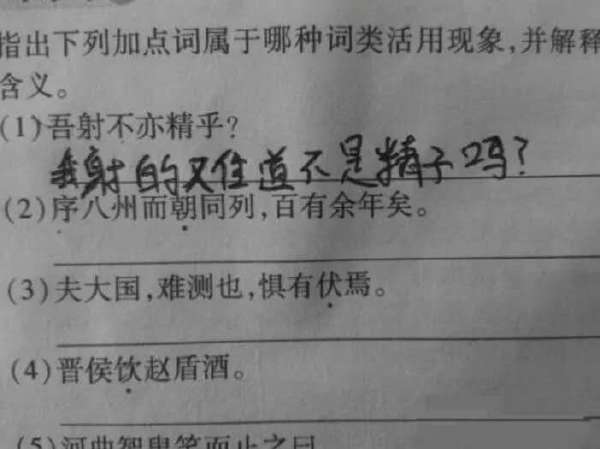 指出下列加点词属于哪种词类活用现象,并解释
含义。
(1)吾射不亦精乎?
我射的又住道不是精子吗?
(2)序八州而朝同列,百有余年矣。
(3)夫大国,难测也,惧有伏焉。
(4)晋侯饮赵盾酒。
(5)河曲智叟笑而止之曰